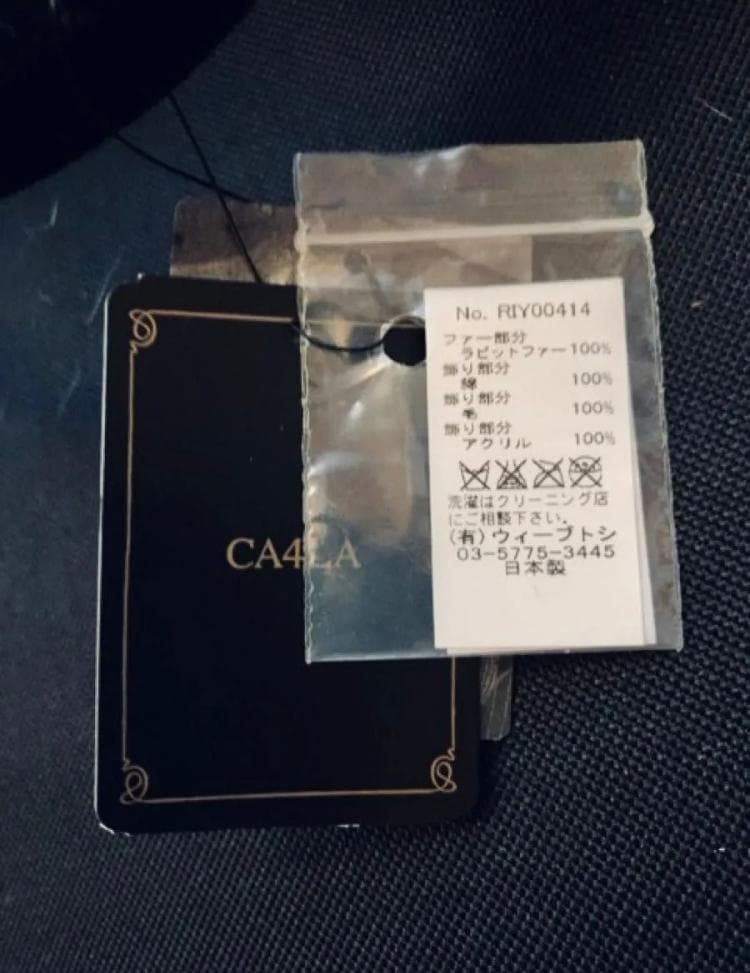 CA4LA
No. RIY00414
ファー部分
ラビットファー 100%
飾り部分
綿 100%
飾り部分
毛 100%
飾り部分
アクリル 100%
洗濯はクリーニング店
にご相談下さい。
(有)ウィーブトシ
03-5775-3445
日本製